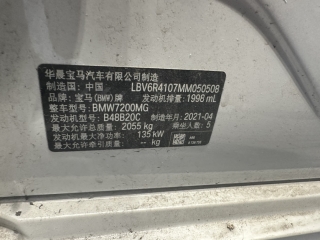 华晨宝马汽车有限公司制造
制造国：中国 LBV6R4107MM050508
品牌：宝马(BMW)牌 发动机排量：1998 mL
整车型号：BMW7200MG
发动机型号：B48B20C 制造年月：2021-04
最大允许总质量：2055 kg 乘坐人数：5
发动机最大净功率：135 kW
最大允许牵引质量：-- kg